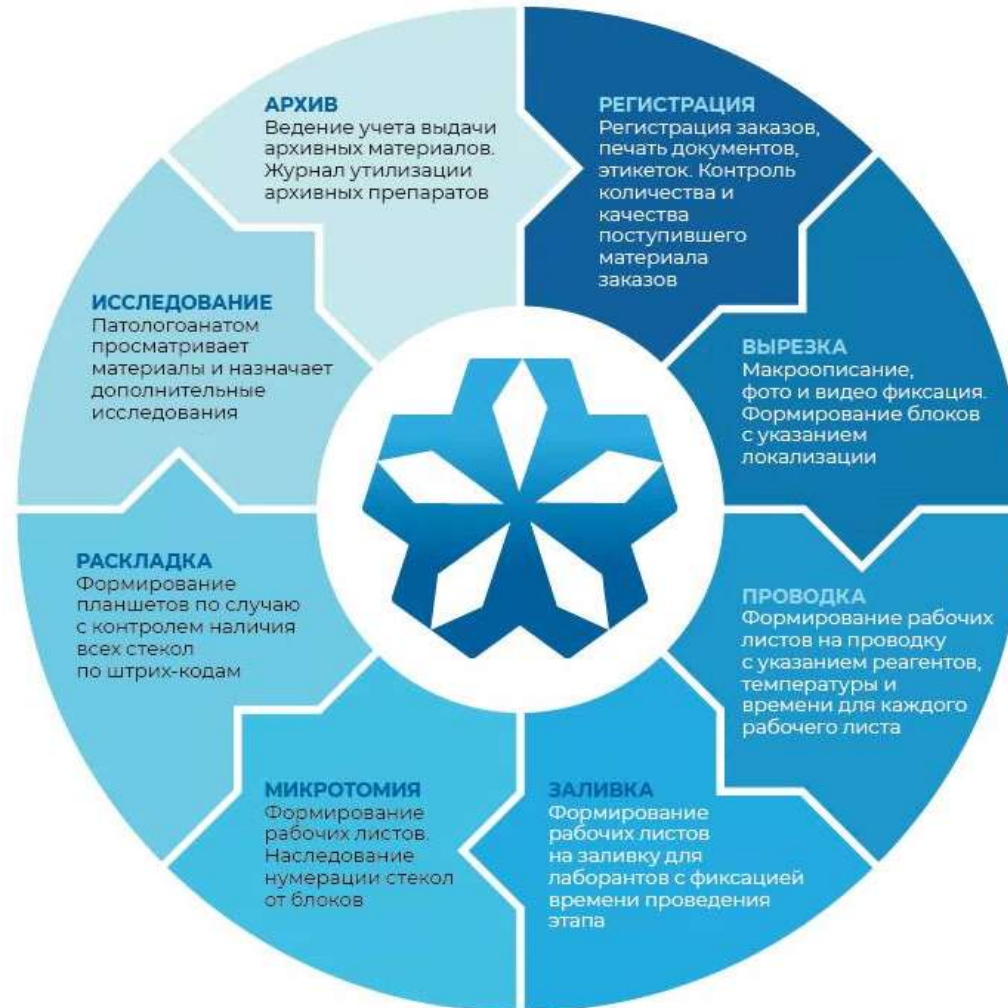 АРХИВ
Ведение учета выдачи
архивных материалов.
Журнал утилизации
архивных препаратов
РЕГИСТРАЦИЯ
Регистрация заказов,
печать документов,
этикеток. Контроль
количества и
качества
поступившего
материала
заказов
ИССЛЕДОВАНИЕ
Патологоанатом
просматривает
материалы и назначает
дополнительные
исследования
ВЫРЕЗКА
Макроописание,
фото и видео фиксация.
Формирование блоков
с указанием
локализации
РАСКЛАДКА
Формирование
планшетов по случаю
с контролем наличия
всех стекол
по штрих-кодам
ПРОВОДКА
Формирование рабочих
листов на проводку
с указанием реагентов,
температуры и
времени для каждого
рабочего листа
МИКРОТОМИЯ
Формирование
рабочих листов.
Наследование
нумерации стекол
от блоков
ЗАЛИВКА
Формирование
рабочих листов
на заливку для
лаборантов с фиксацией
времени проведения
этапа